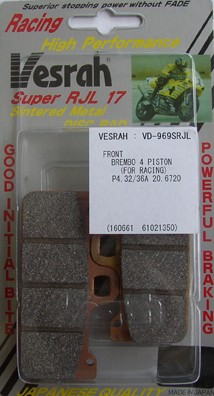 Superior stopping power without FADE
Racing
High Performance
Vesrah
Super RJL 17
Sintered Metal
DISC PAD
VESRAH : VD-969SRJL
FRONT
BREMBO 4 PISTON
(FOR RACING)
P4.32/36A 20.6720
(160661 61021350)
GOOD INITIAL BITE
JAPANESE QUALITY
MADE IN JAPAN